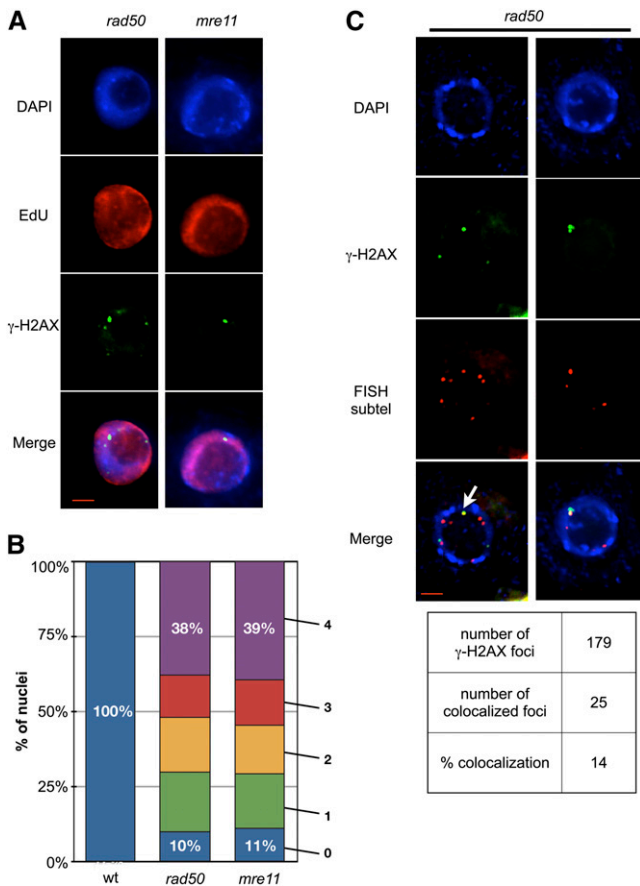 A
rad50 mre11
DAPI
EdU
γ-H2AX
Merge
B
100%
75%
50%
25%
0%
% of nuclei
100%
38%
39%
10%
11%
4
3
2
1
0
wt rad50 mre11
C
rad50
DAPI
γ-H2AX
FISH
subtel
Merge
number of
γ-H2AX foci
179
number of
colocalized foci
25
% colocalization
14